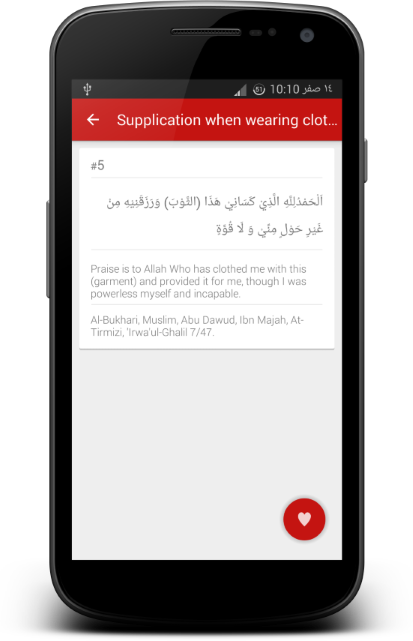 10:10 ١٤ صفر
Supplication when wearing clot...
#5
الْحَمْدُلِلَّهِ الَّذِيْ كَسَانِيْ هَذَا (الثَّوْبَ) وَرَزَقَنِيْهِ مِنْ
غَيْرِ حَوْلٍ مِنِّيْ وَ لَا قُوَّةٍ
Praise is to Allah Who has clothed me with this
(garment) and provided it for me, though I was
powerless myself and incapable.
Al-Bukhari, Muslim, Abu Dawud, Ibn Majah, At-
Tirmizi, 'Irwa'ul-Ghalil 7/47.